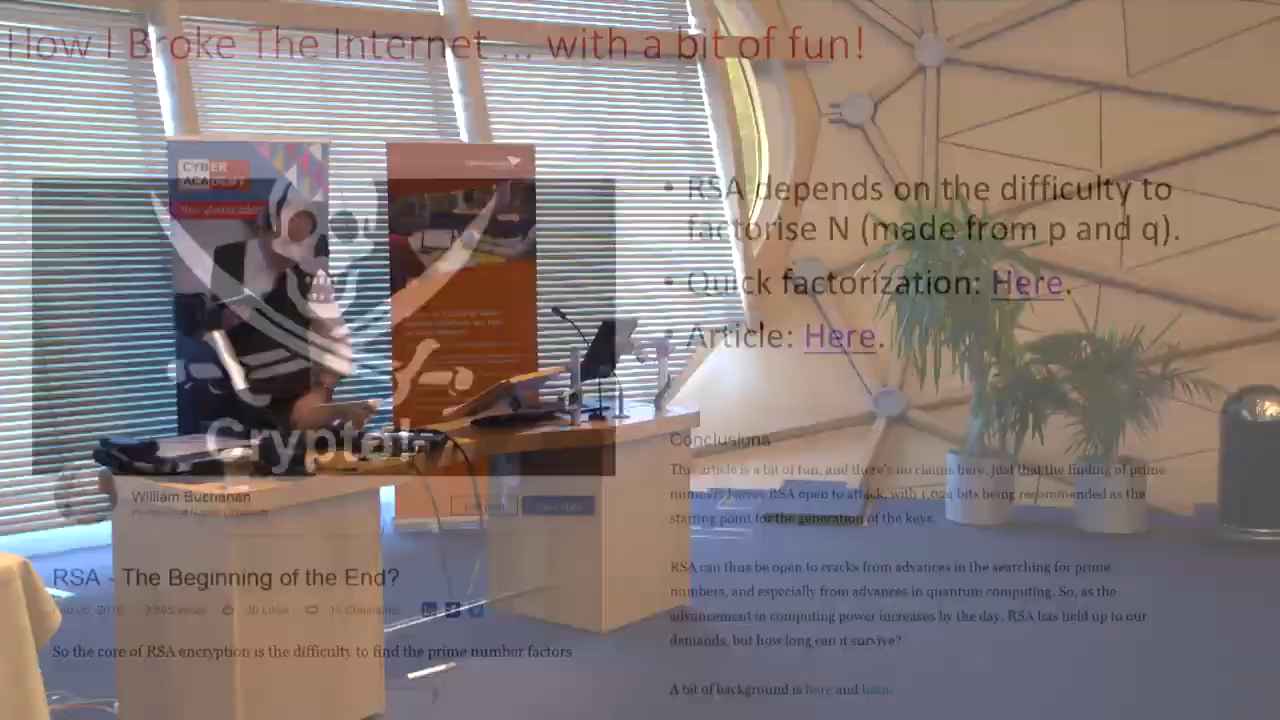 How I Broke The Internet ... with a bit of fun!
CYBER
ACADEMY
• RSA depends on the difficulty to
factorise N (made from p and q).
• Quick factorization: Here.
• Article: Here.
Crypto!
William Buchanan
RSA - The Beginning of the End?
So the core of RSA encryption is the difficulty to find the prime number factors
Conclusions
This article is a bit of fun, and there's no claims here, just that the finding of prime
numbers leaves RSA open to attack, with 1,024 bits being recommended as the
starting point for the generation of the keys.
RSA can thus be open to cracks from advances in the searching for prime
numbers, and especially from advances in quantum computing. So, as the
advancement in computing power increases by the day, RSA has held up to our
demands, but how long can it survive?
A bit of background is here and here.